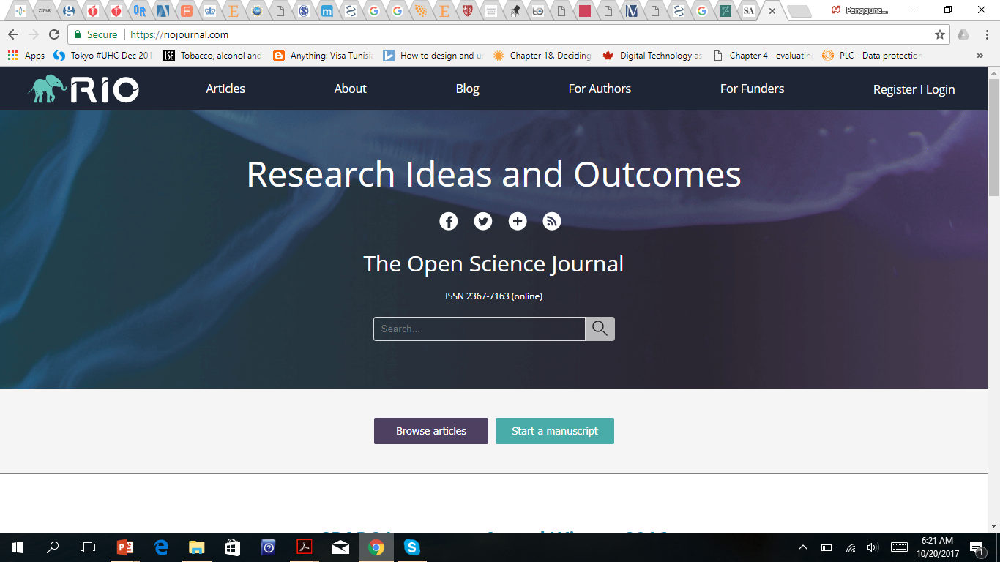 ZIPAR
SA
Pengguna...
Secure
https://riojournal.com
Apps
Tokyo #UHC Dec 201
LSE
Tobacco, alcohol and
Anything: Visa Tunisia
How to design and us
Chapter 18. Deciding
Digital Technology as
Chapter 4 - evaluatin
PLC - Data protection
»
RIO
Articles
About
Blog
For Authors
For Funders
Register | Login
Research Ideas and Outcomes
The Open Science Journal
ISSN 2367-7163 (online)
Search...
Browse articles
Start a manuscript
6:21 AM
10/20/2017
1